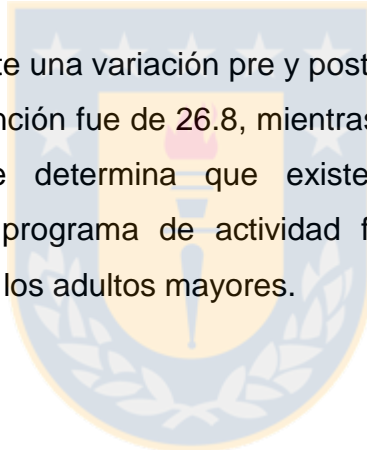 te una variación pre y post
nción fue de 26.8, mientras
e determina que existe
programa de actividad f
los adultos mayores.